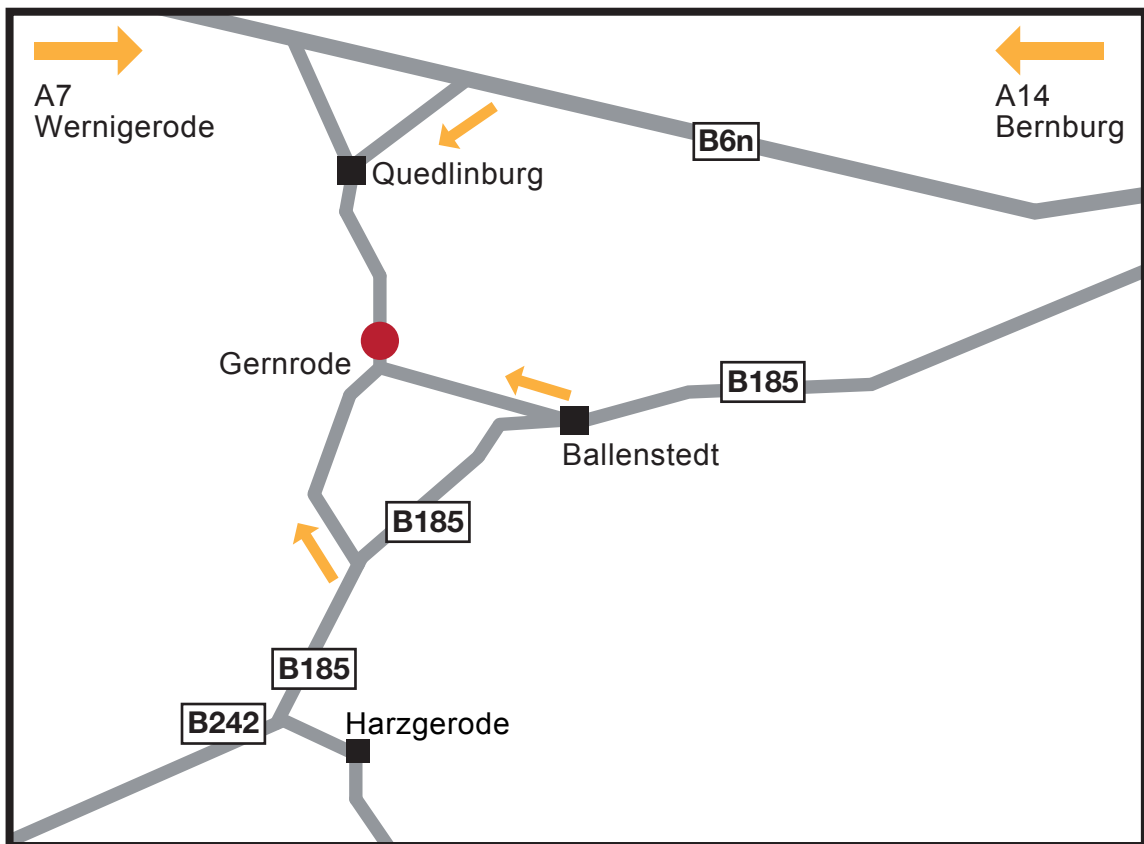 A7
Wernigerode
A14
Bernburg
B6n
Quedlinburg
Gernrode
B185
Ballenstedt
B185
B185
B242
Harzgerode